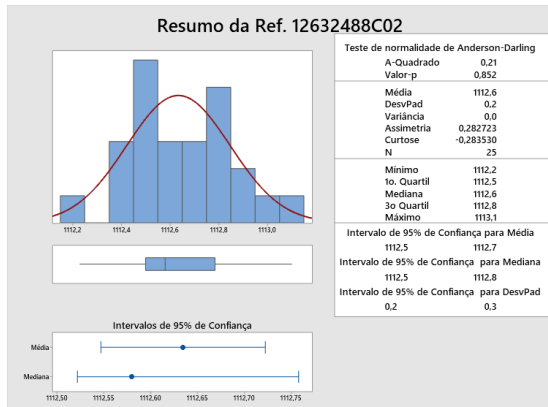 Resumo da Ref. 12632488C02
Teste de normalidade de Anderson-Darling
A-Quadrado 0,21
Valor-p 0,852
Média 1112,6
DesvPad 0,2
Variância 0,0
Assimetria 0,282723
Curtose -0,283530
N 25
Mínimo 1112,2
1o. Quartil 1112,5
Mediana 1112,6
3o Quartil 1112,8
Máximo 1113,1
Intervalo de 95% de Confiança para Média
1112,5 1112,7
Intervalo de 95% de Confiança para Mediana
1112,5 1112,8
Intervalo de 95% de Confiança para DesvPad
0,2 0,3
1112,2 1112,4 1112,6 1112,8 1113,0
Intervalos de 95% de Confiança
Média
Mediana
1112,50 1112,55 1112,60 1112,65 1112,70 1112,75